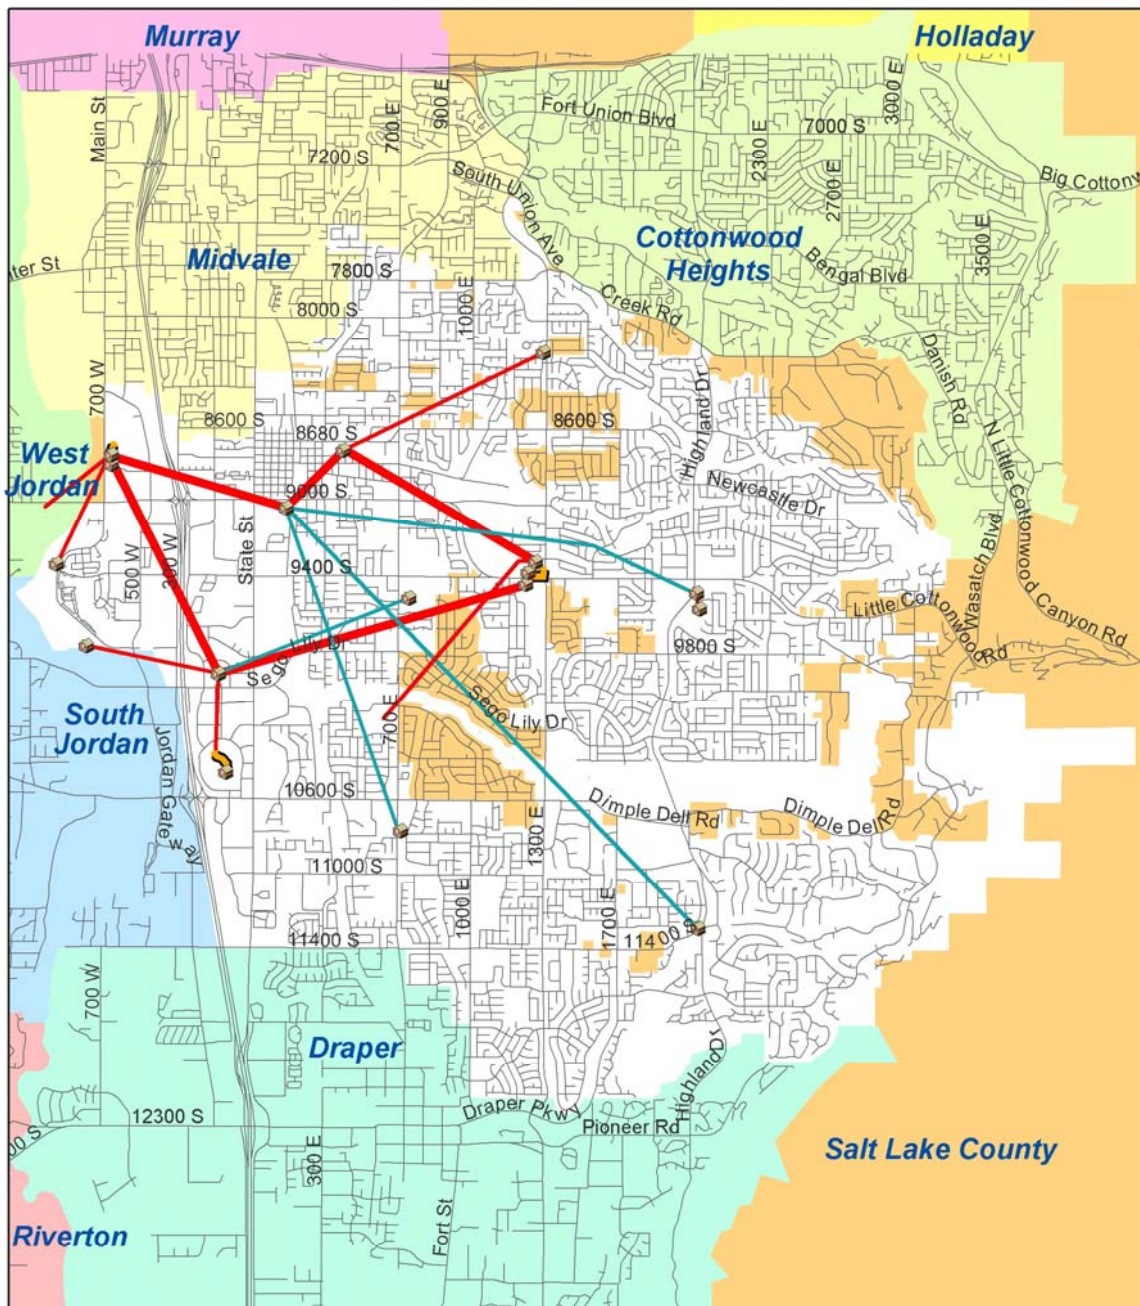 Murray
Holladay
Main St
700 E
900 E
3000 E
Fort Union Blvd
7000 S
2300 E
7200 S
South Union Ave
2700 E
Big Cottonw
3500 E
Cottonwood
Heights
Midvale
7800 S
Bengal Blvd
8000 S
1000 E
Creek Rd
Danish Rd
700 W
8600 S
8600 S
Highland Dr
8680 S
N Little Cottonwood Canyon Rd
West
Jordan
9000 S
Newcastle Dr
State St
500 W
9400 S
Wasatch Blvd
Little Cottonwood Rd
9800 S
Sego Lily Dr
South
Jordan
700 E
Sego Lily Dr
Jordan Gateway
10600 S
Dimple Dell Rd
Dimple Dell Rd
1300 E
11000 S
1000 E
1700 E
11400 S
11400 S
700 W
Draper
Highland Dr
Draper Pkwy
12300 S
Pioneer Rd
00 S
300 E
Salt Lake County
Fort St
Riverton